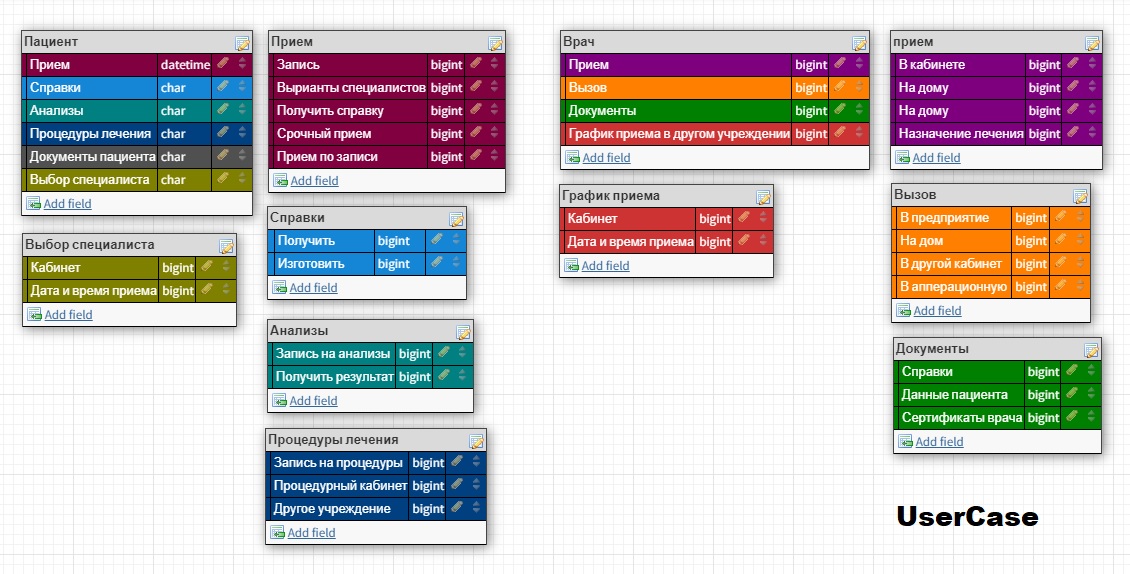 Пациент
Прием datetime
Справки char
Анализы char
Процедуры лечения char
Документы пациента char
Выбор специалиста char
Add field
Выбор специалиста
Кабинет bigint
Дата и время приема bigint
Add field
Прием
Запись bigint
Вырианты специалистов bigint
Получить справку bigint
Срочный прием bigint
Прием по записи bigint
Add field
Справки
Получить bigint
Изготовить bigint
Add field
Анализы
Запись на анализы bigint
Получить результат bigint
Add field
Процедуры лечения
Запись на процедуры bigint
Процедурный кабинет bigint
Другое учреждение bigint
Add field
Врач
Прием bigint
Вызов bigint
Документы bigint
График приема в другом учреждении bigint
Add field
График приема
Кабинет bigint
Дата и время приема bigint
Add field
прием
В кабинете bigint
На дому bigint
На дому bigint
Назначение лечения bigint
Add field
Вызов
В предприятие bigint
На дом bigint
В другой кабинет bigint
В апперационную bigint
Add field
Документы
Справки bigint
Данные пациента bigint
Сертификаты врача bigint
Add field
UserCase